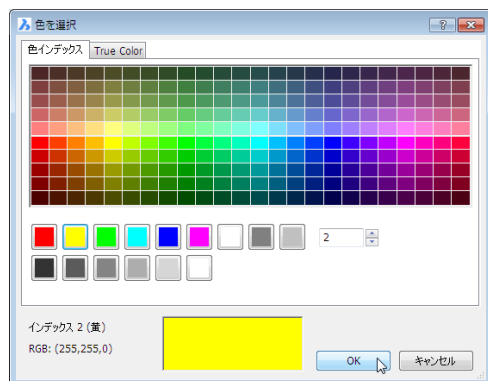 色を選択
色インデックス True Color
2
インデックス 2 (黄)
RGB: (255,255,0)
OK キャンセル